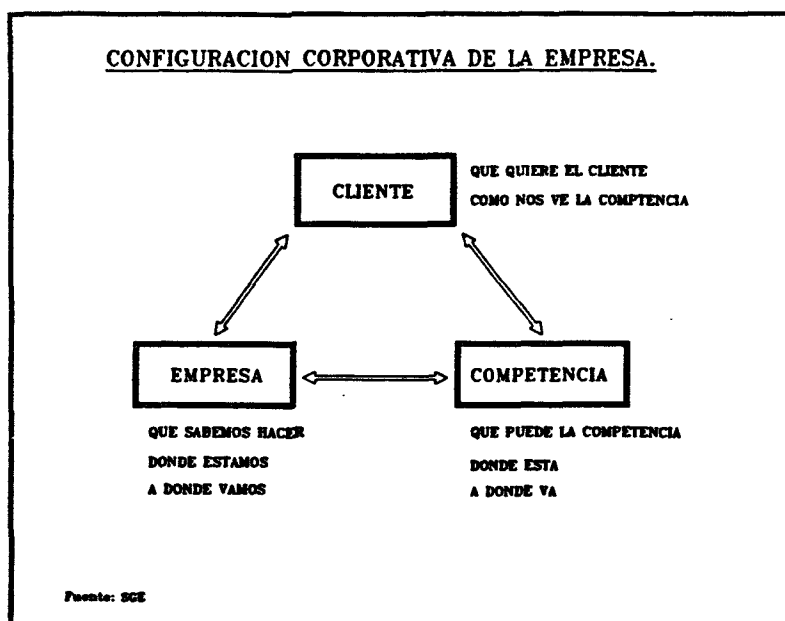 CONFIGURACION CORPORATIVA DE LA EMPRESA.
CLIENTE
QUE QUIERE EL CLIENTE
COMO NOS VE LA COMPTENCIA
EMPRESA
COMPETENCIA
QUE SABEMOS HACER
DONDE ESTAMOS
A DONDE VAMOS
QUE PUEDE LA COMPETENCIA
DONDE ESTA
A DONDE VA
Fuente: SGE